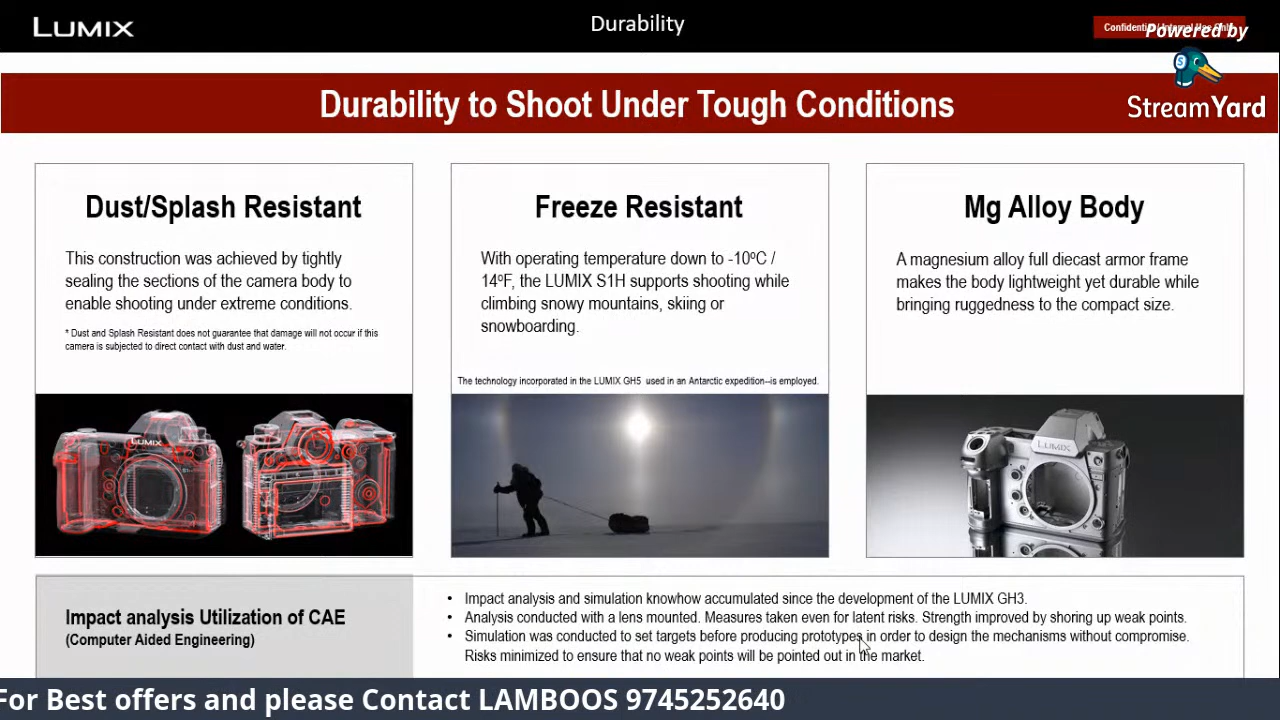 LUMIX
Durability
Confidential / Internal Use Only
Powered by
StreamYard
Durability to Shoot Under Tough Conditions
Dust/Splash Resistant
This construction was achieved by tightly
sealing the sections of the camera body to
enable shooting under extreme conditions.
* Dust and Splash Resistant does not guarantee that damage will not occur if this
camera is subjected to direct contact with dust and water.
LUMIX
Freeze Resistant
With operating temperature down to -10ºC /
14ºF, the LUMIX S1H supports shooting while
climbing snowy mountains, skiing or
snowboarding.
The technology incorporated in the LUMIX GH5 used in an Antarctic expedition--is employed.
Mg Alloy Body
A magnesium alloy full diecast armor frame
makes the body lightweight yet durable while
bringing ruggedness to the compact size.
LUMIX
Impact analysis Utilization of CAE
(Computer Aided Engineering)
• Impact analysis and simulation knowhow accumulated since the development of the LUMIX GH3.
• Analysis conducted with a lens mounted. Measures taken even for latent risks. Strength improved by shoring up weak points.
• Simulation was conducted to set targets before producing prototypes in order to design the mechanisms without compromise.
Risks minimized to ensure that no weak points will be pointed out in the market.
For Best offers and please Contact LAMBOOS 9745252640